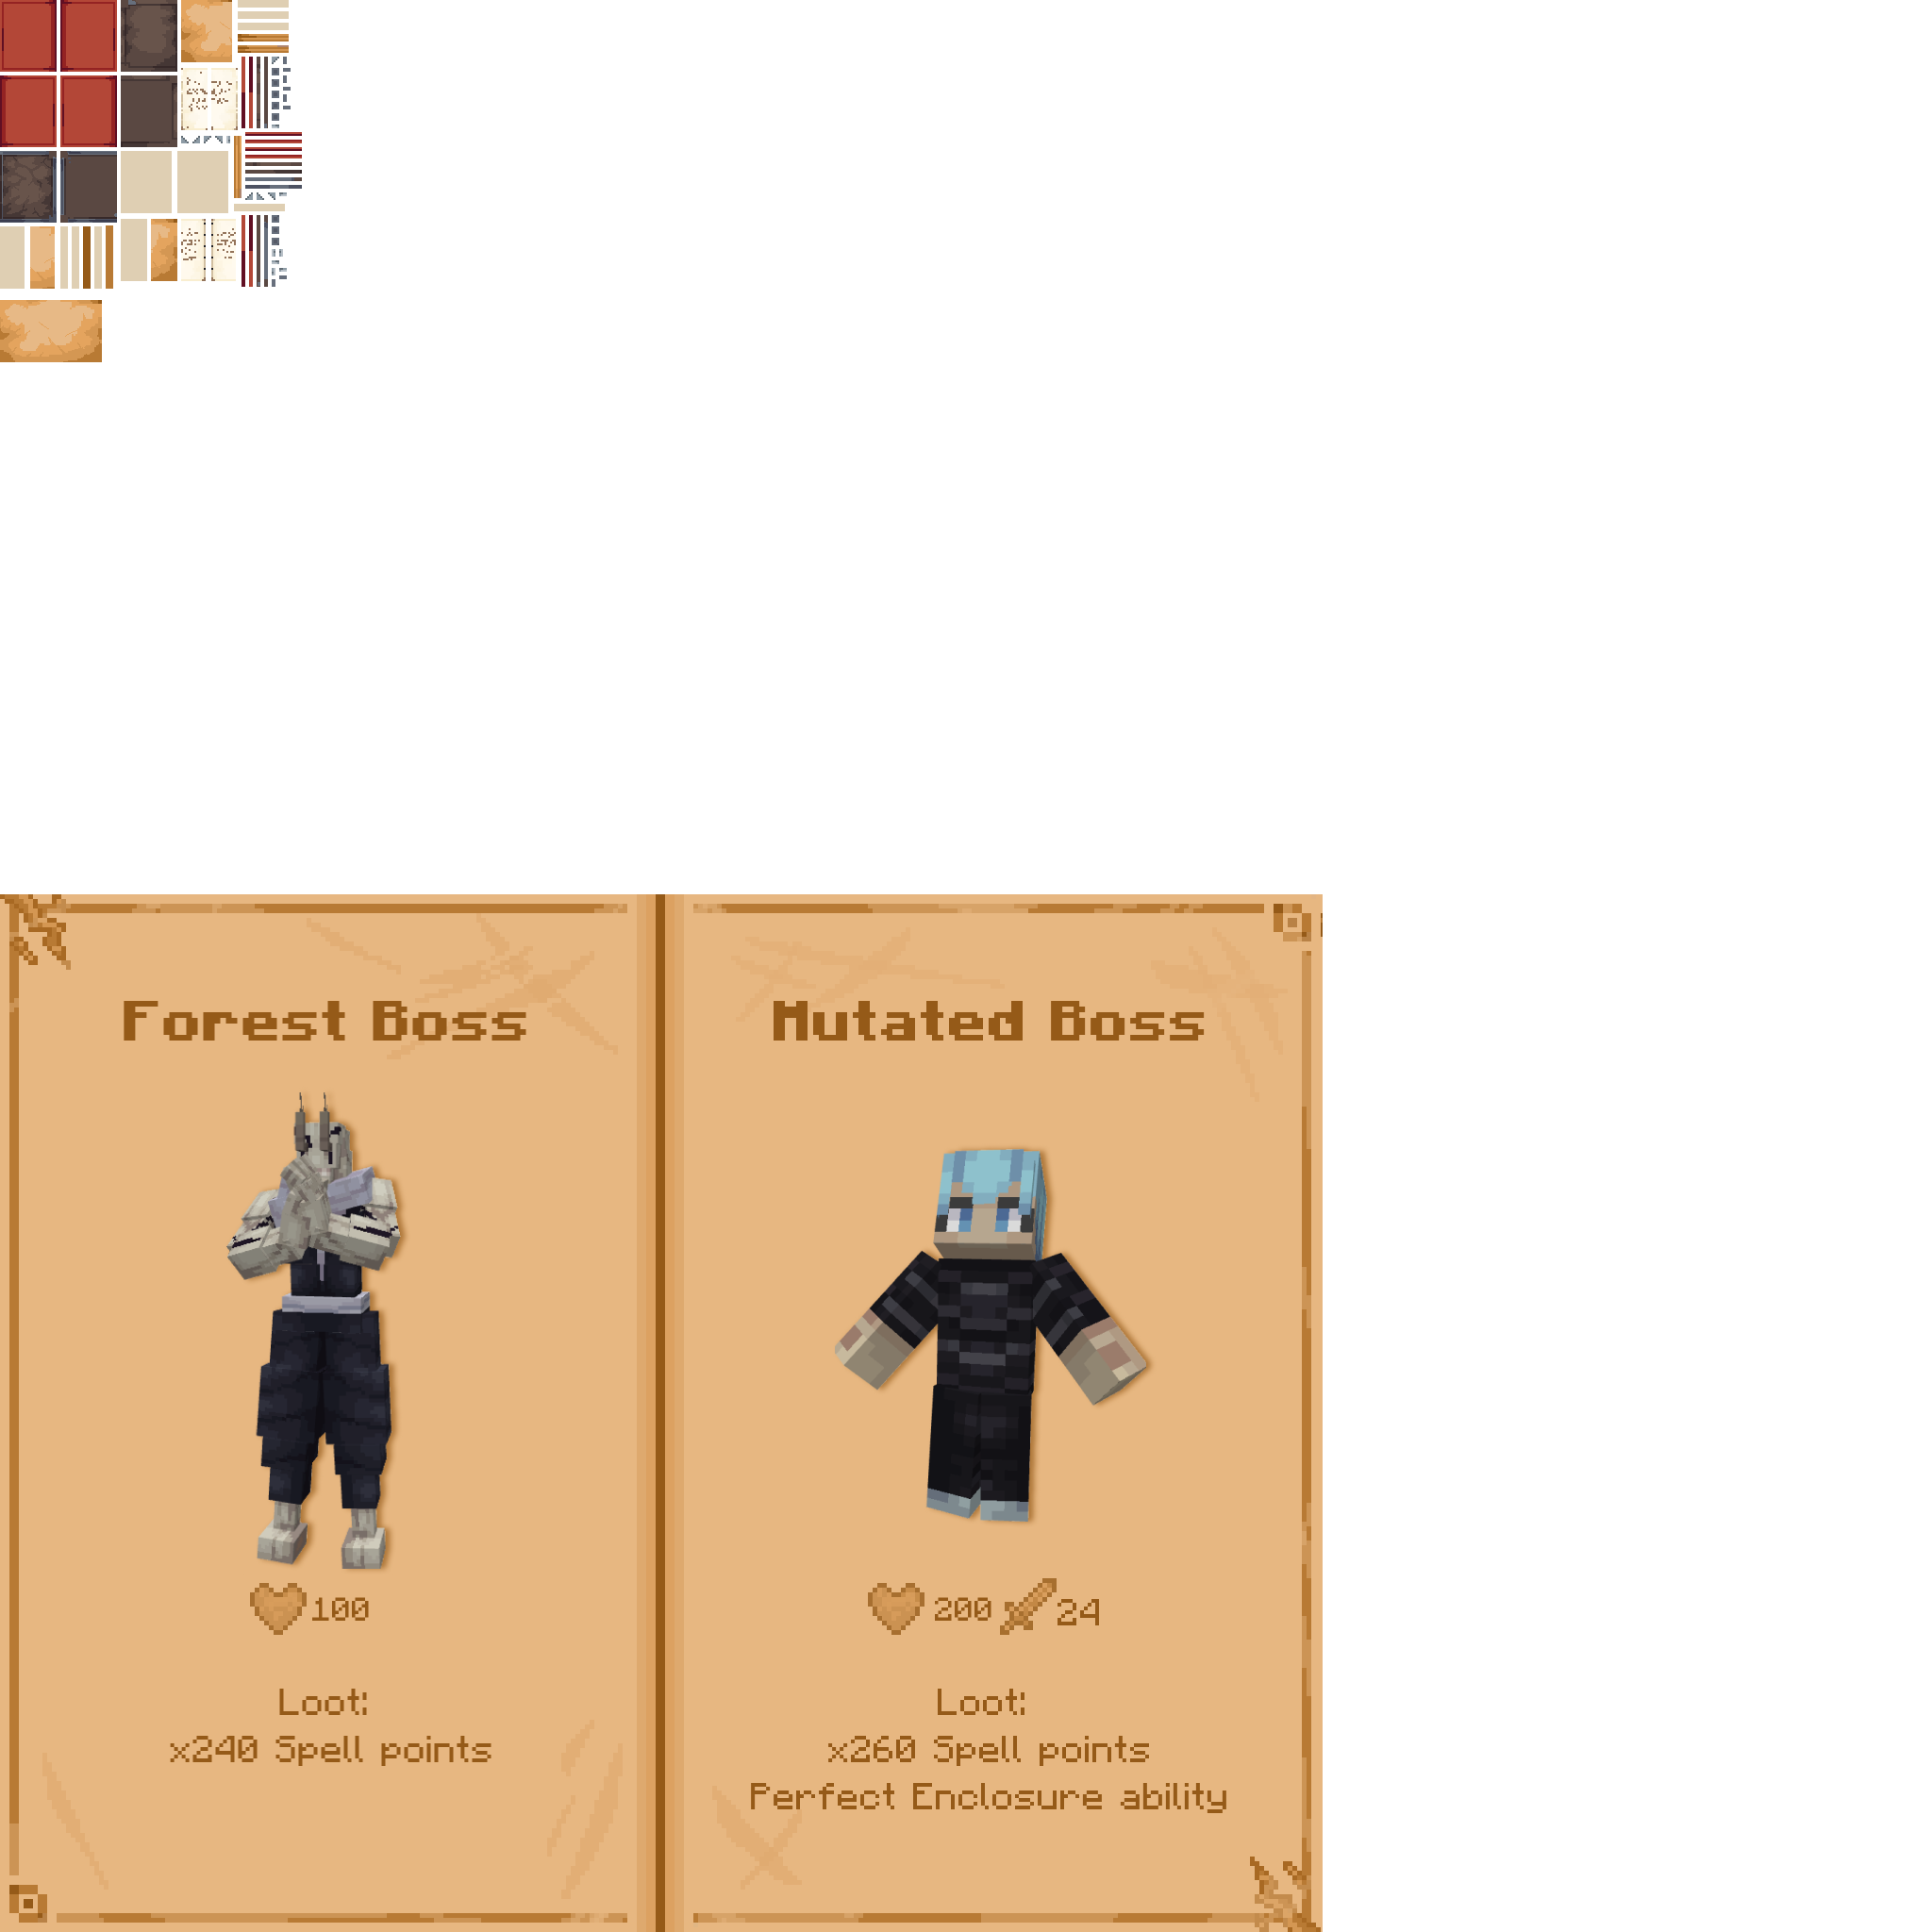 Forest Boss
100
Loot:
x240 Spell points
Mutated Boss
200 24
Loot:
x260 Spell points
Perfect Enclosure ability